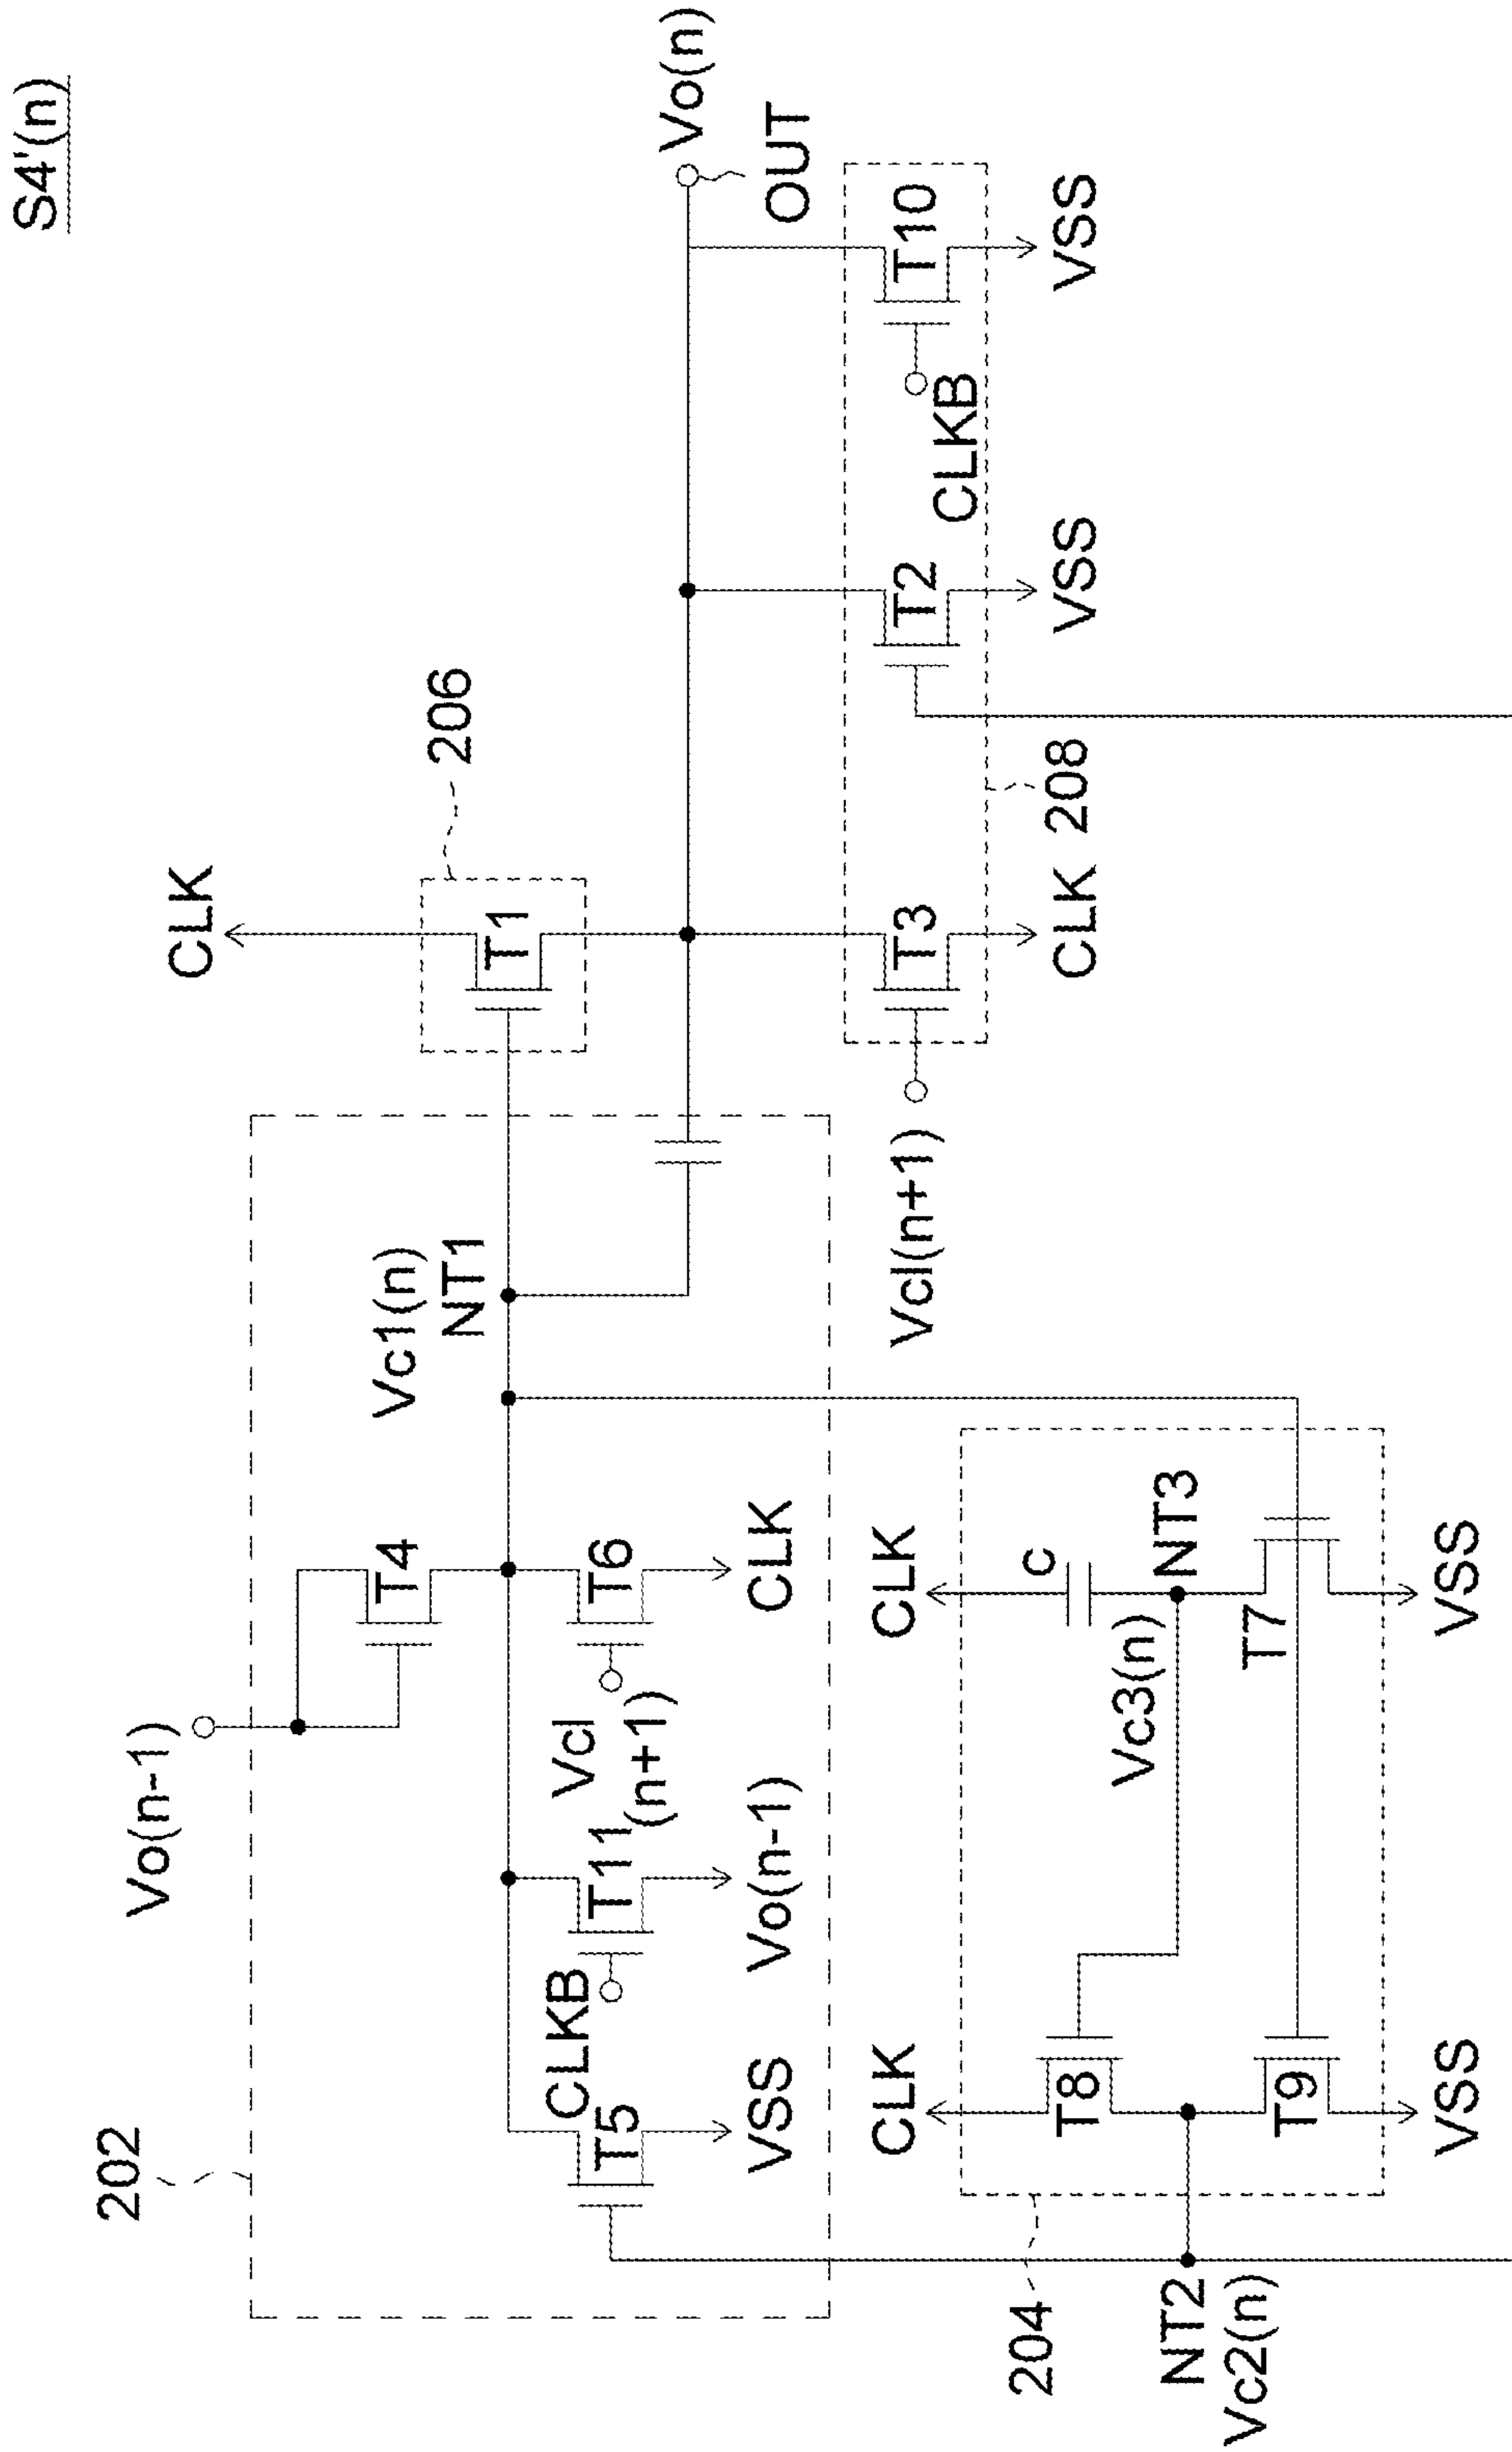 S4'(n)
Vo(n-1)
202
T4
Vc1(n)
NT1
CLK
206
T1
T5
CLKB
T11
Vcl
(n+1)
T6
VSS
Vo(n-1)
CLK
Vo(n)
OUT
Vcl(n+1)
T3
T2
CLKB
T10
CLK
208
VSS
VSS
204
CLK
CLK
c
T8
Vc3(n)
NT3
T9
T7
NT2
Vc2(n)
VSS
VSS